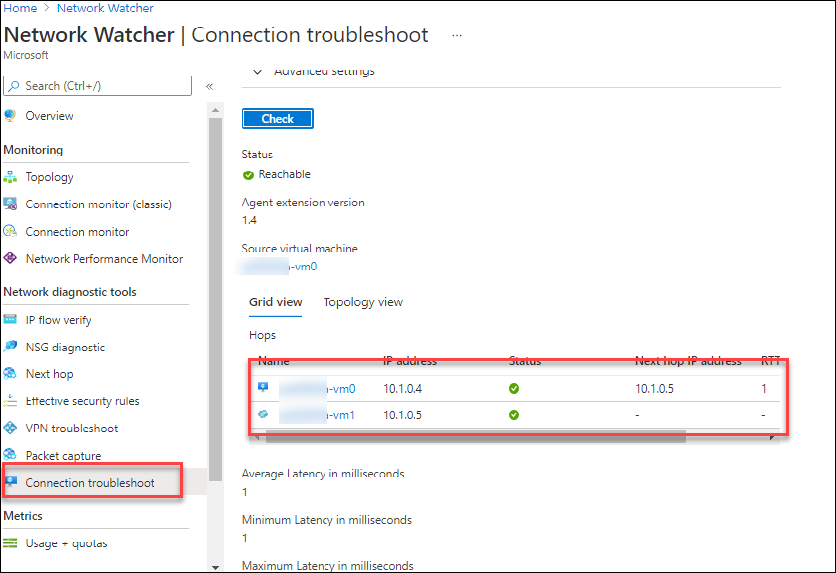 Home > Network Watcher
Network Watcher | Connection troubleshoot ...
Microsoft
Search (Ctrl+/)
«
Overview
Monitoring
Topology
Connection monitor (classic)
Connection monitor
Network Performance Monitor
Network diagnostic tools
IP flow verify
NSG diagnostic
Next hop
Effective security rules
VPN troubleshoot
Packet capture
Connection troubleshoot
Metrics
Usage + quotas
Advanced settings
Check
Status
Reachable
Agent extension version
1.4
Source virtual machine
-vm0
Grid view Topology view
Hops
Name IP address Status Next hop IP address RTT
-vm0 10.1.0.4 10.1.0.5 1
-vm1 10.1.0.5 - -
Average Latency in milliseconds
1
Minimum Latency in milliseconds
1
Maximum Latency in milliseconds